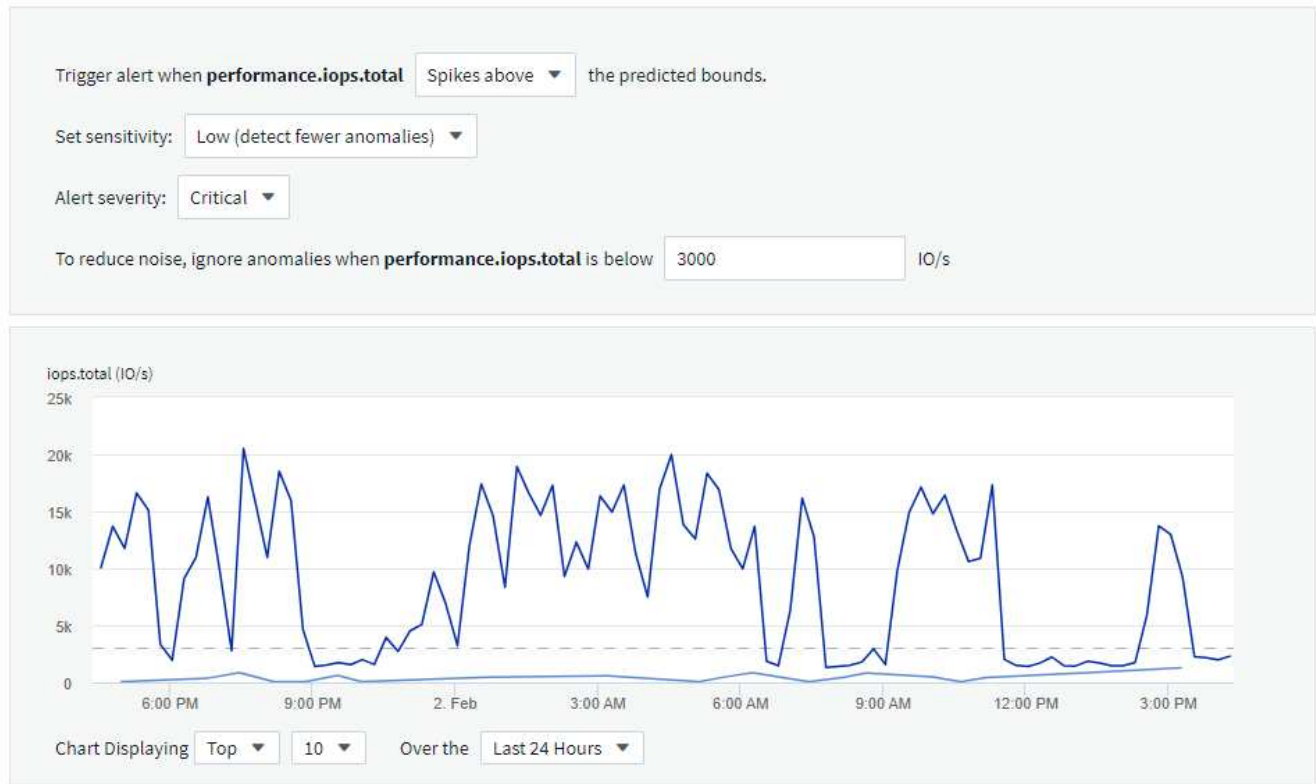 Trigger alert when performance.iops.total Spikes above the predicted bounds.
Set sensitivity: Low (detect fewer anomalies)
Alert severity: Critical
To reduce noise, ignore anomalies when performance.iops.total is below 3000 IO/s
iops.total (IO/s)
25k
20k
15k
10k
5k
0
6:00 PM 9:00 PM 2. Feb 3:00 AM 6:00 AM 9:00 AM 12:00 PM 3:00 PM
Chart Displaying Top 10 Over the Last 24 Hours